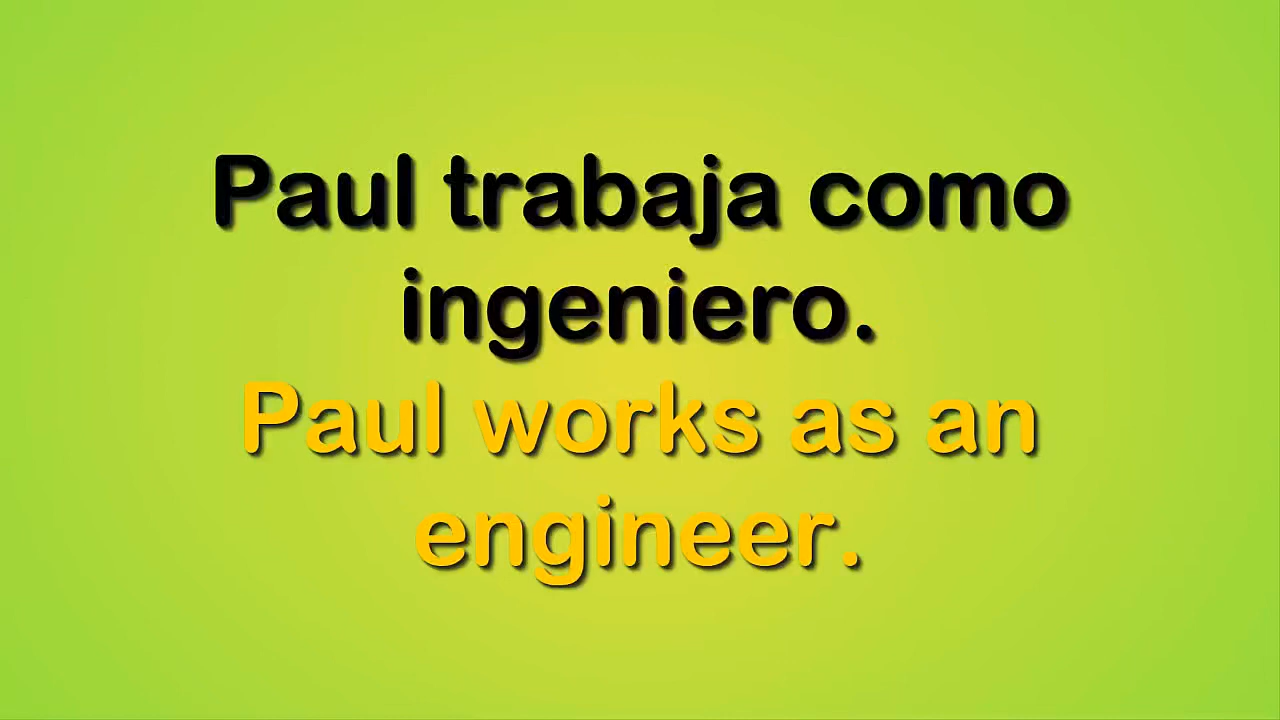 Paul trabaja como
ingeniero.
Paul works as an
engineer.